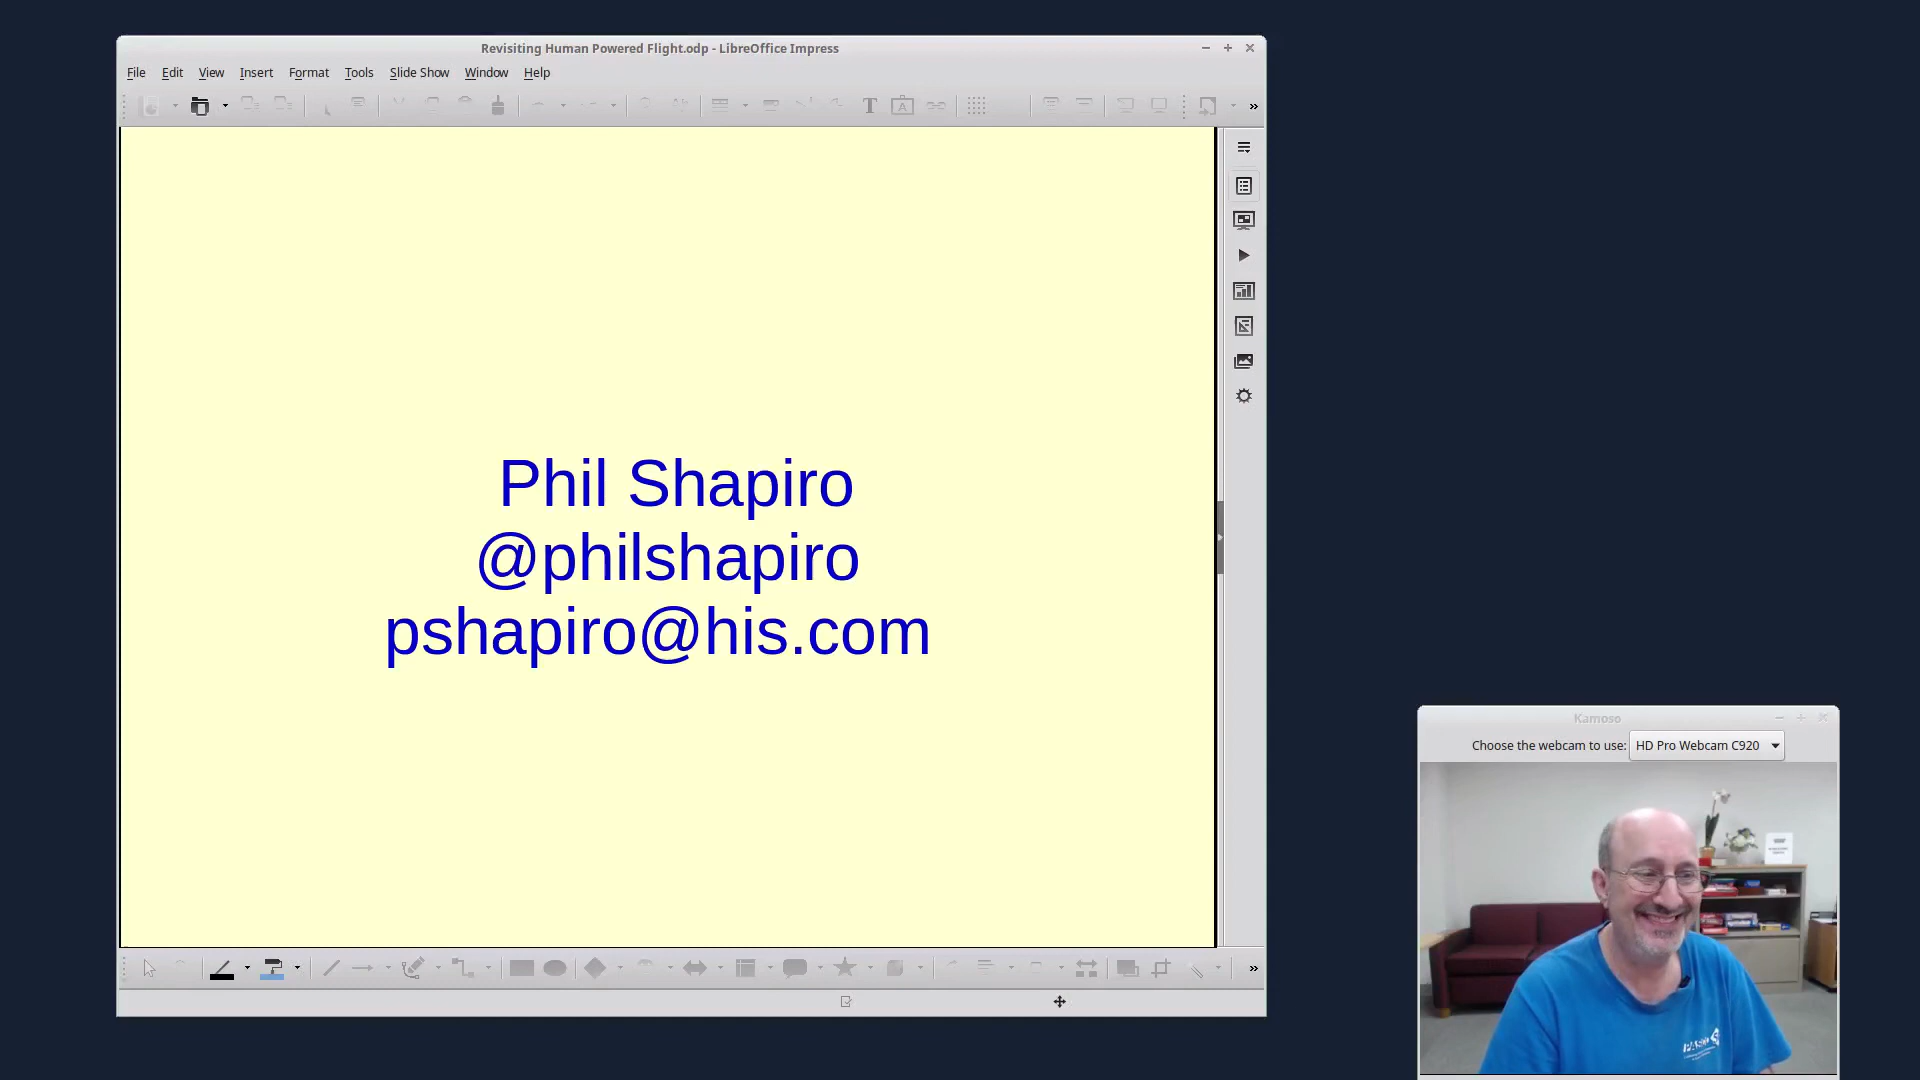 Revisiting Human Powered Flight.odp - LibreOffice Impress
File Edit View Insert Format Tools Slide Show Window Help
Phil Shapiro
@philshapiro
pshapiro@his.com
Kamoso
Choose the webcam to use: HD Pro Webcam C920